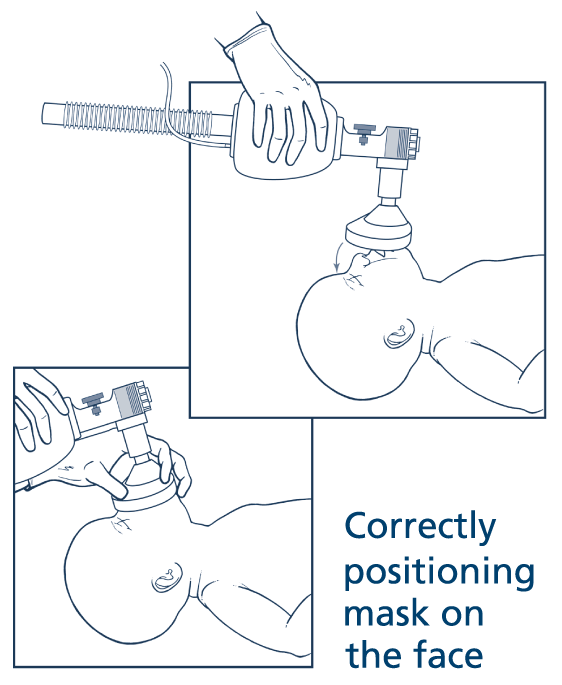 Correctly
positioning
mask on
the face